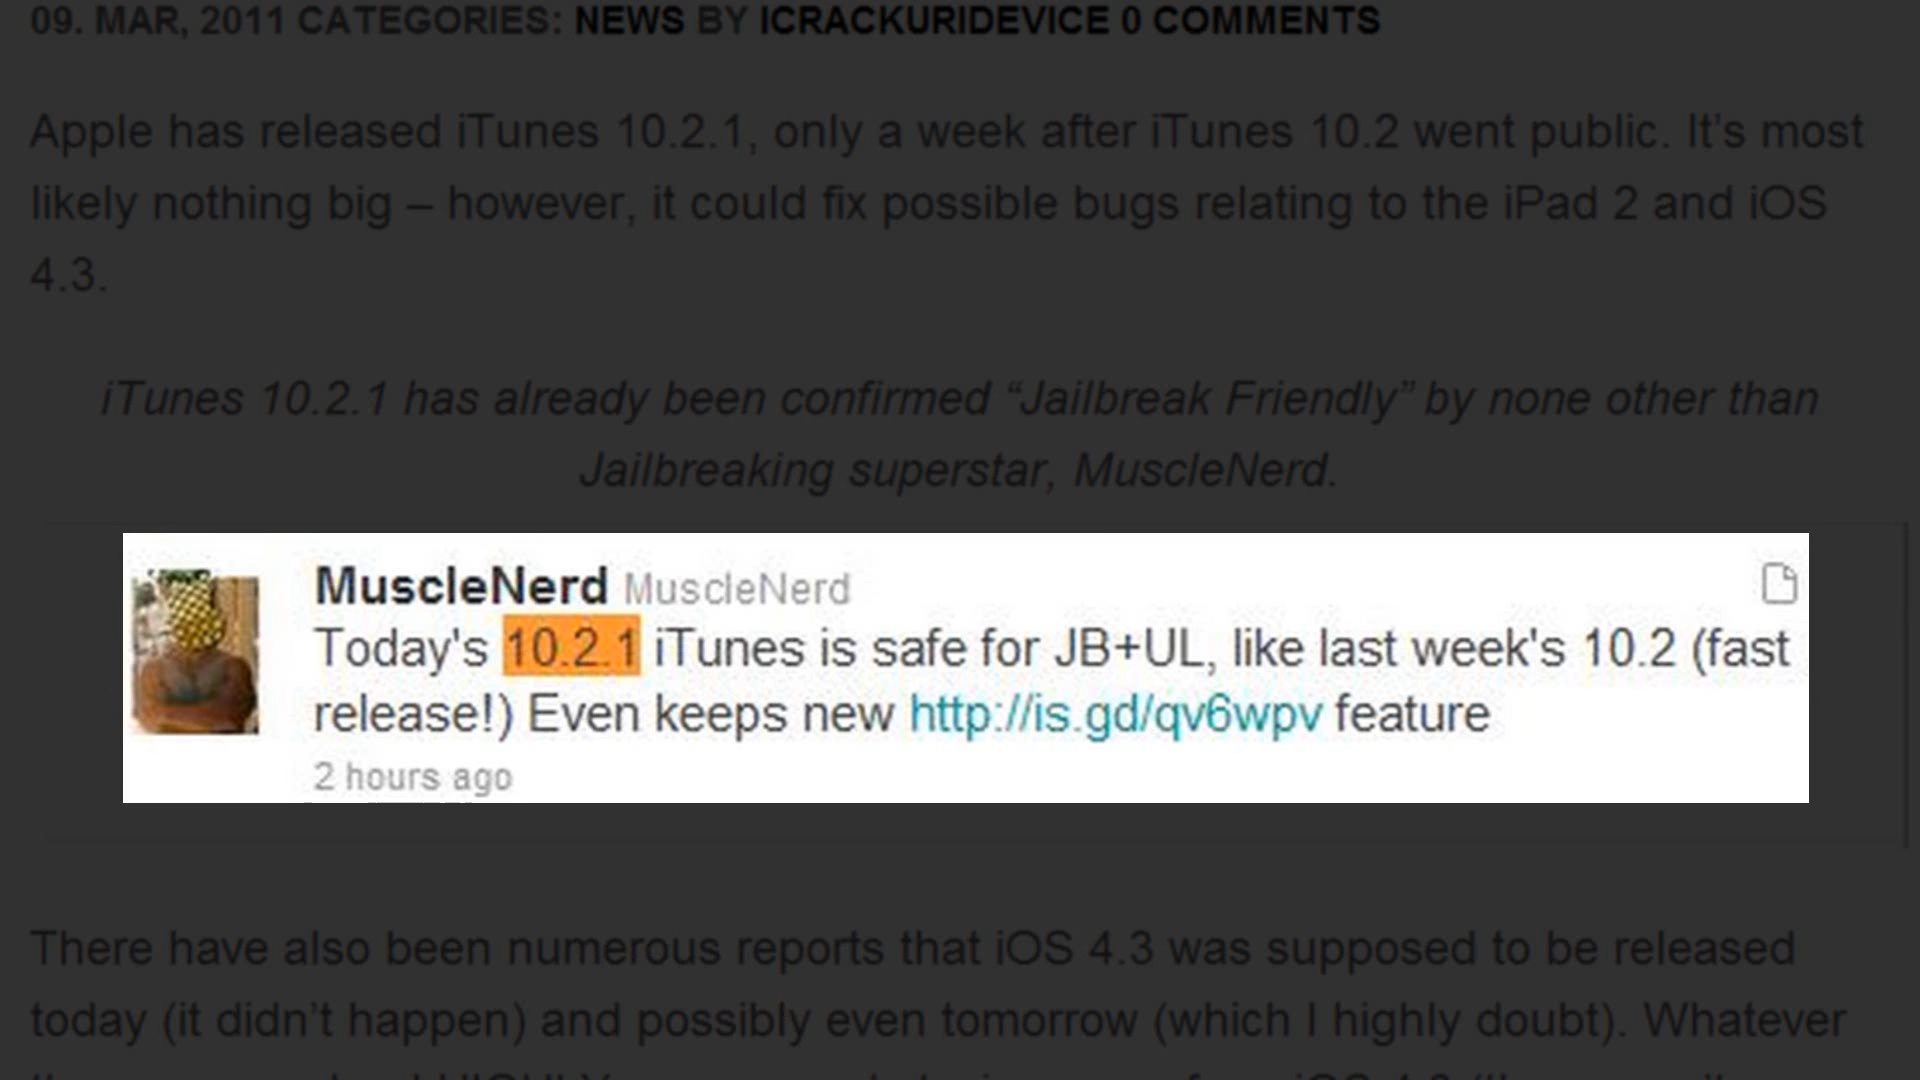 09. MAR, 2011 CATEGORIES: NEWS BY ICRACKURIDEVICE 0 COMMENTS
Apple has released iTunes 10.2.1, only a week after iTunes 10.2 went public. It’s most
likely nothing big – however, it could fix possible bugs relating to the iPad 2 and iOS
4.3.
iTunes 10.2.1 has already been confirmed “Jailbreak Friendly” by none other than
Jailbreaking superstar, MuscleNerd.
MuscleNerd MuscleNerd
Today's 10.2.1 iTunes is safe for JB+UL, like last week's 10.2 (fast
release!) Even keeps new http://is.gd/qv6wpv feature
2 hours ago
There have also been numerous reports that iOS 4.3 was supposed to be released
today (it didn’t happen) and possibly even tomorrow (which I highly doubt). Whatever